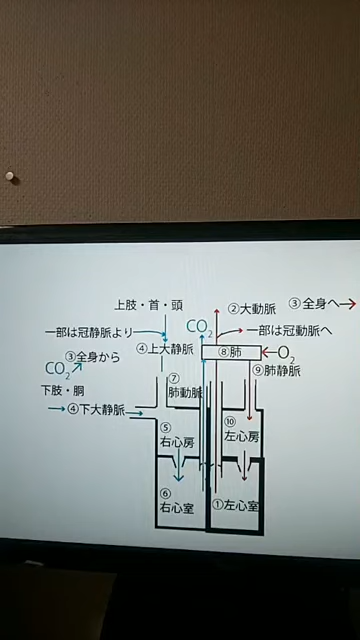 上肢・首・頭
②大動脈
③全身へ
一部は冠静脈より
CO2
一部は冠動脈へ
④上大静脈
⑧肺
O2
③全身から
CO2
⑨肺静脈
⑦
肺動脈
下肢・胴
④下大静脈
⑤
右心房
⑩
左心房
⑥
右心室
①左心室